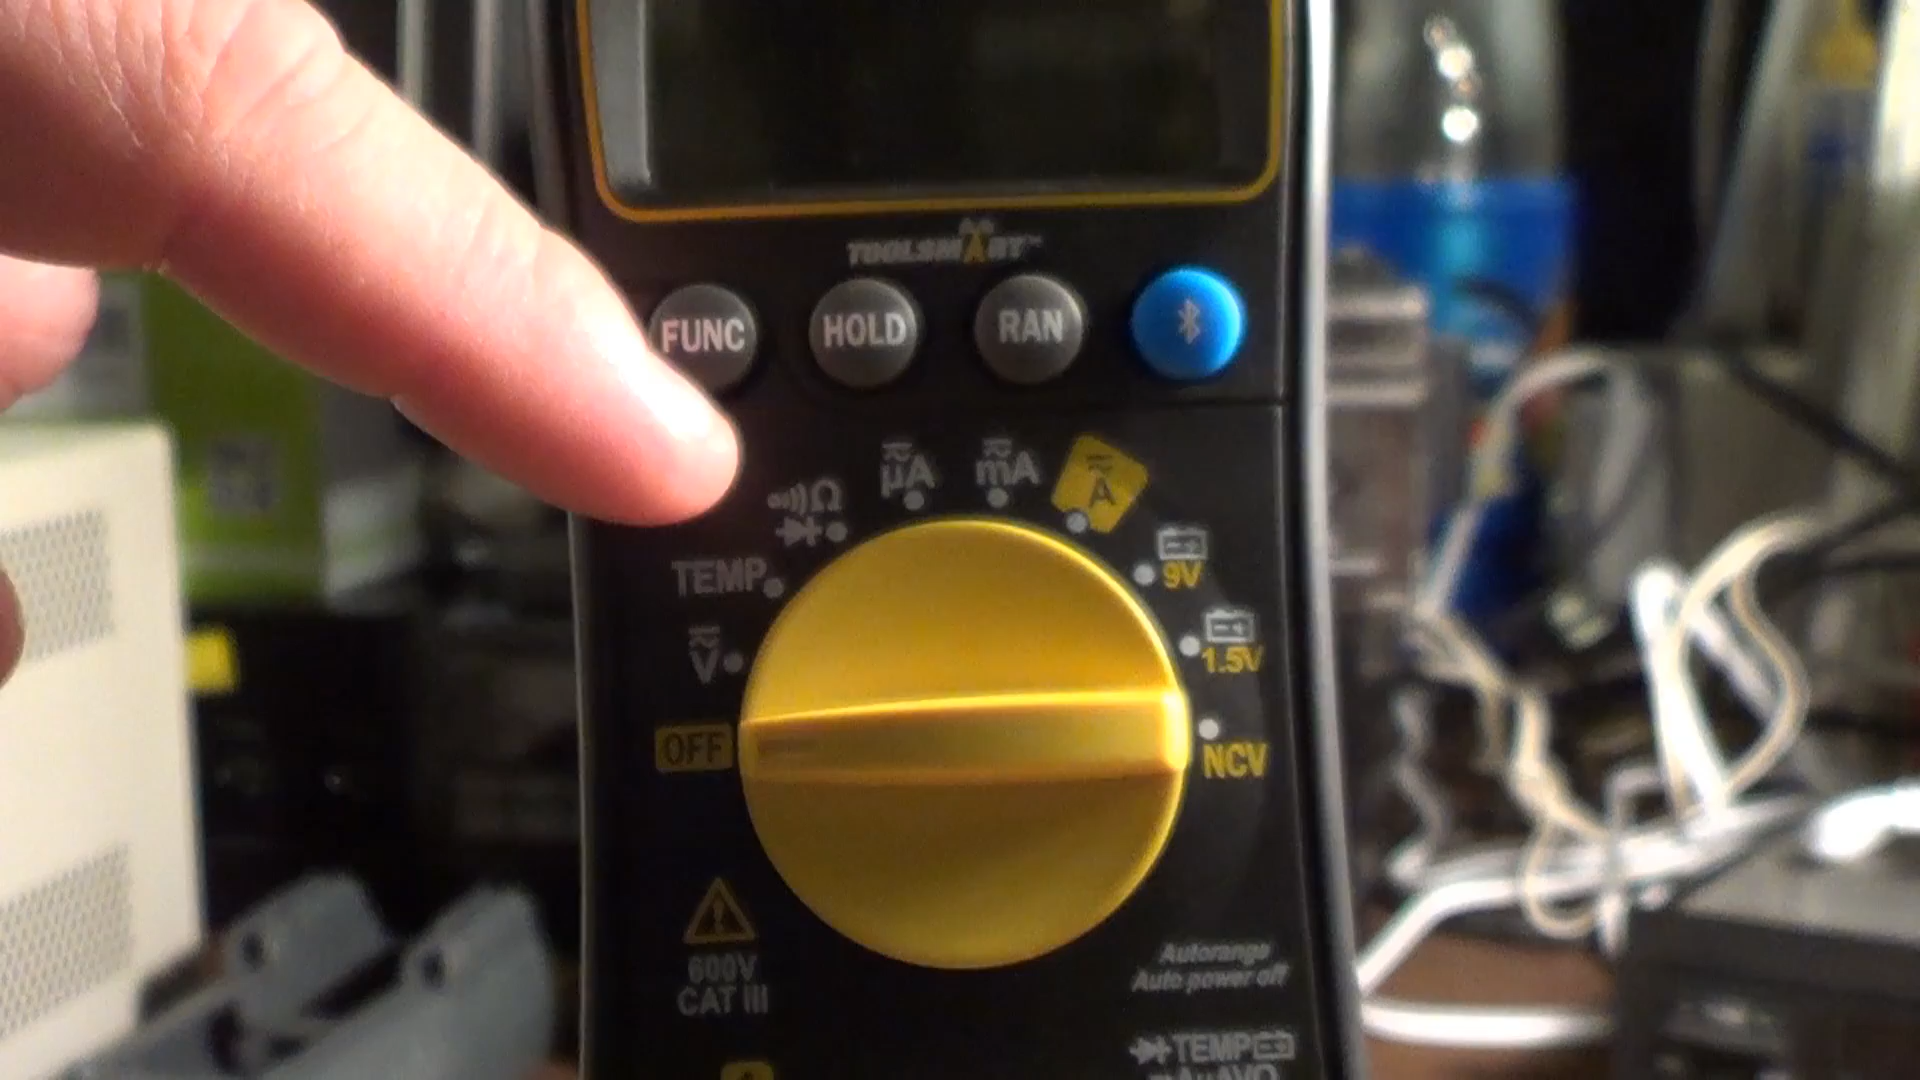 TOOLSMART™
FUNC HOLD RAN
µA mA A
Ω
TEMP
9V
V
1.5V
OFF
NCV
600V
CAT III
Autorange
Auto power off
TEMP